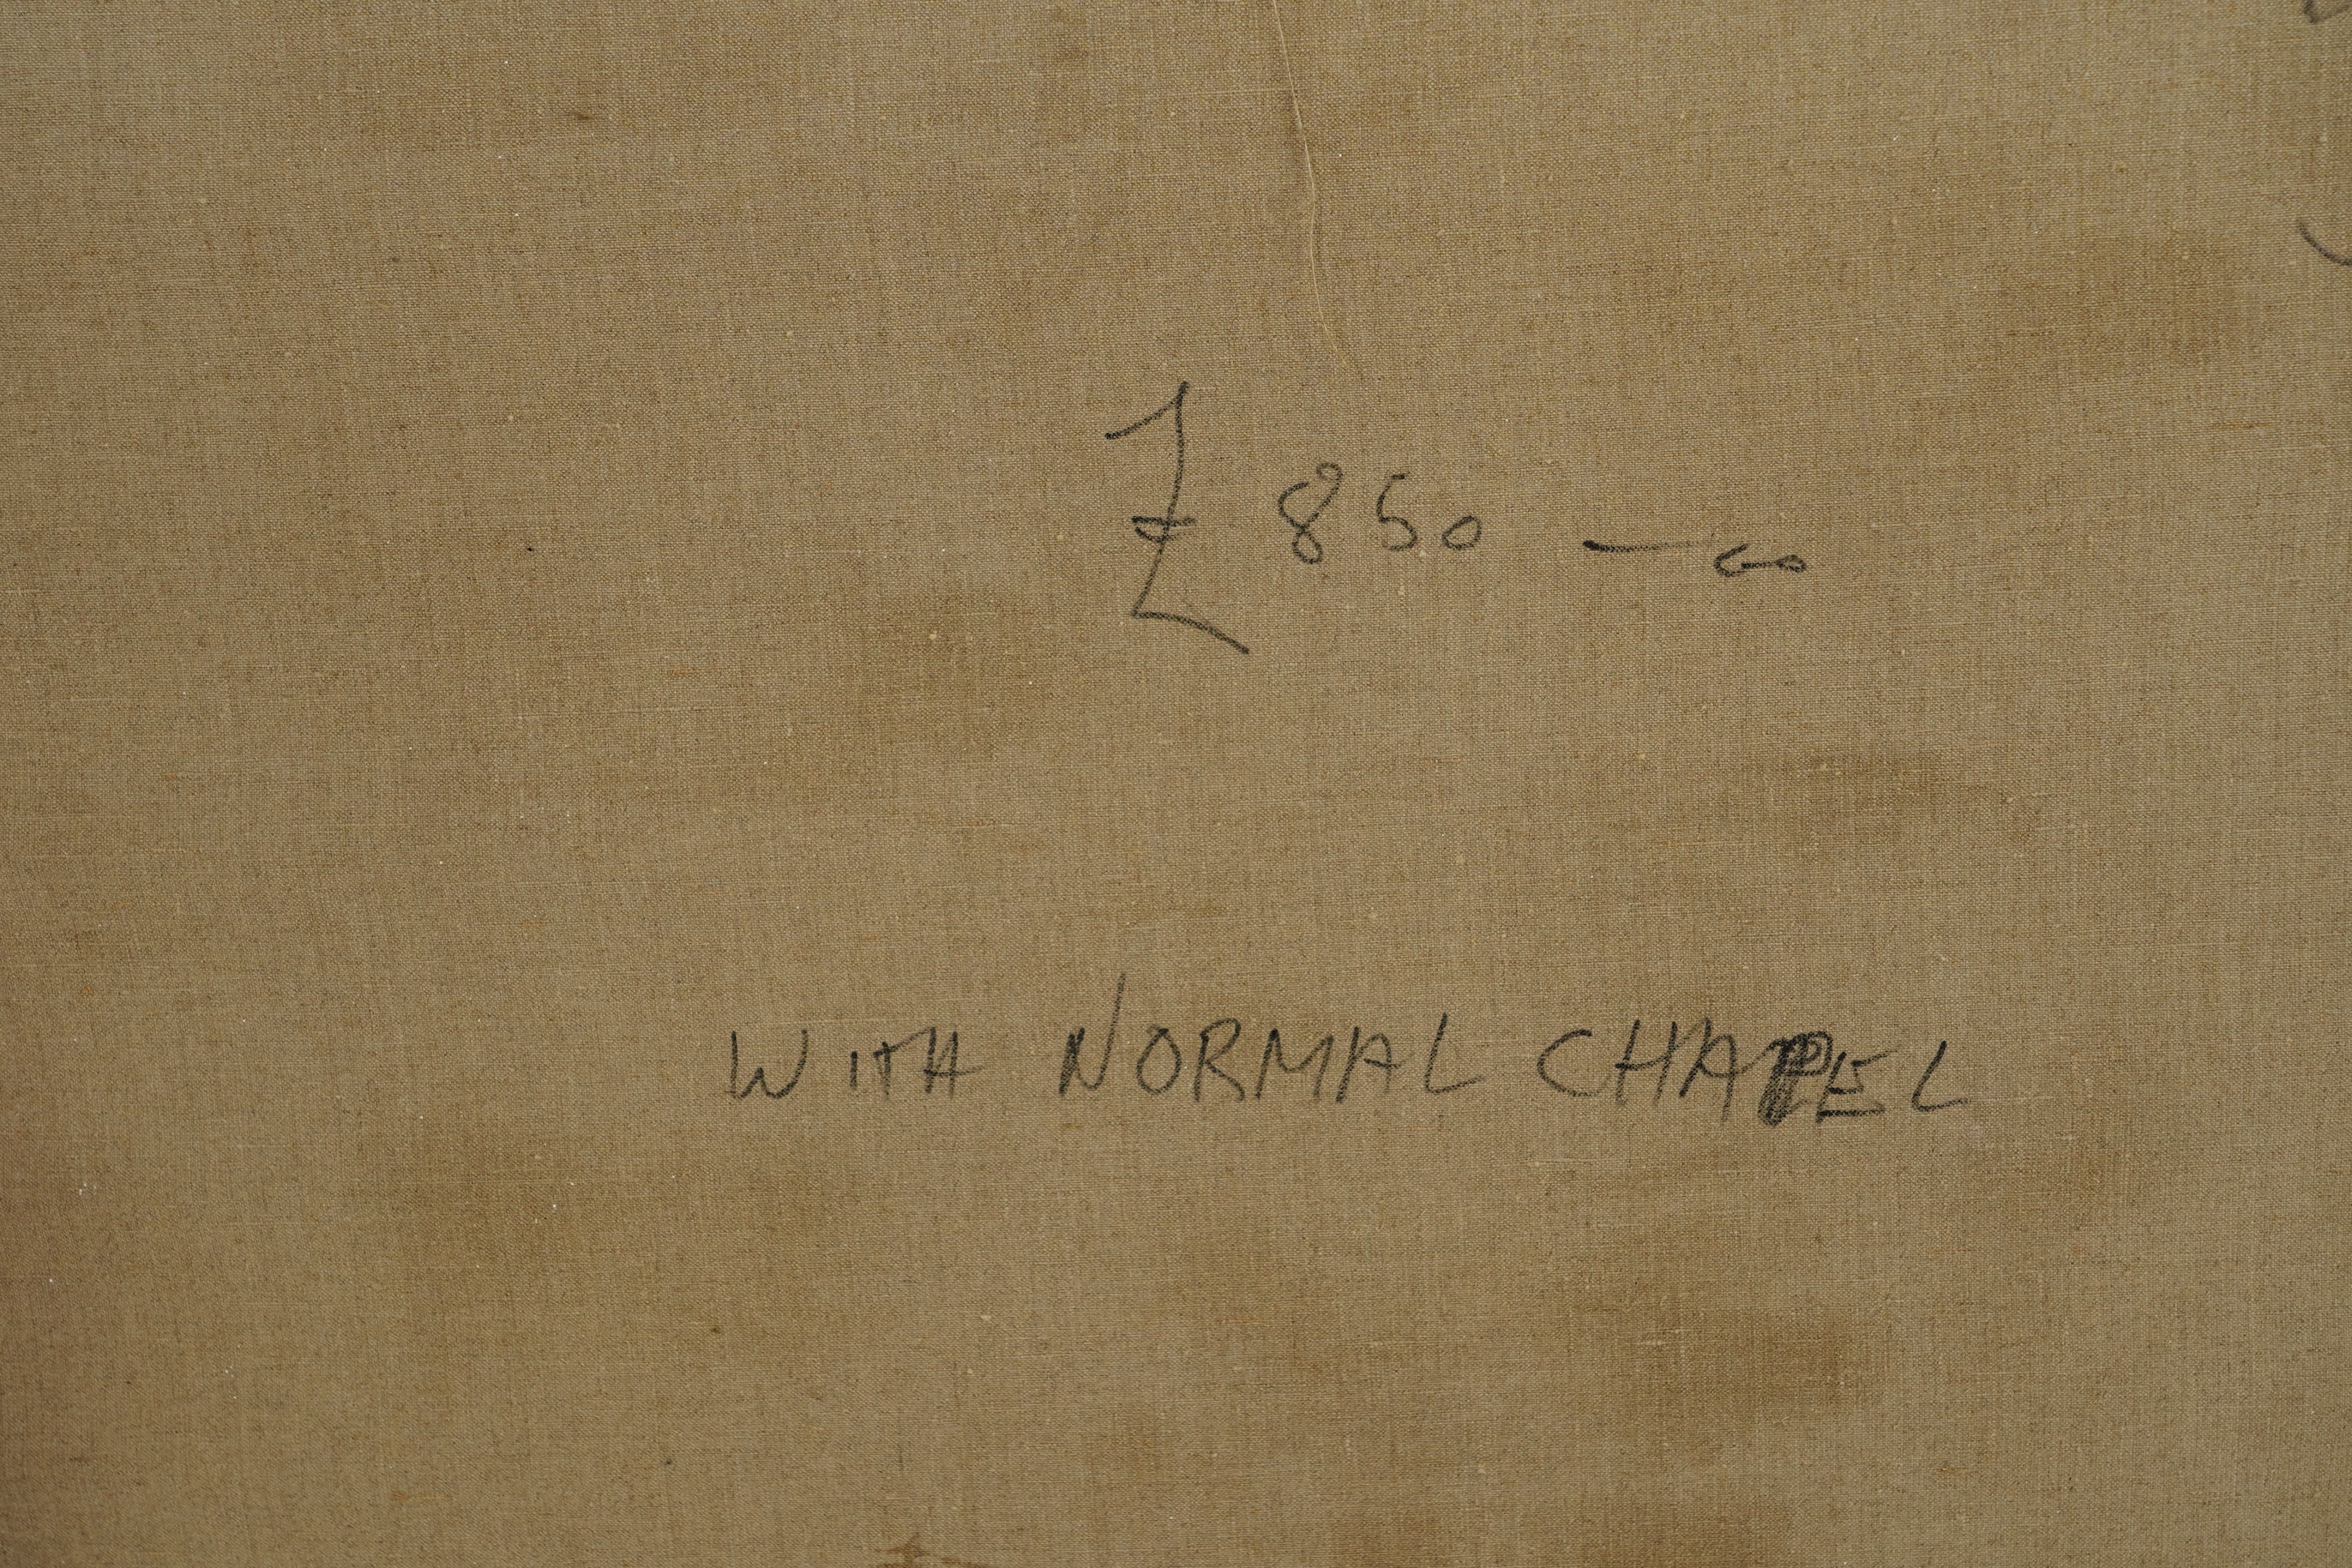 £ 850 — 00
WITH NORMAL CHAPEL